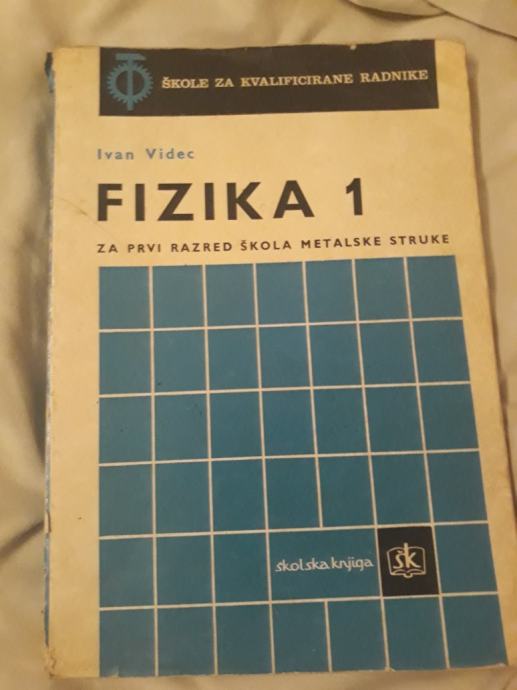 ŠKOLE ZA KVALIFICIRANE RADNIKE
Ivan Videc
FIZIKA 1
ZA PRVI RAZRED ŠKOLA METALSKE STRUKE
školska knjiga
ŠK